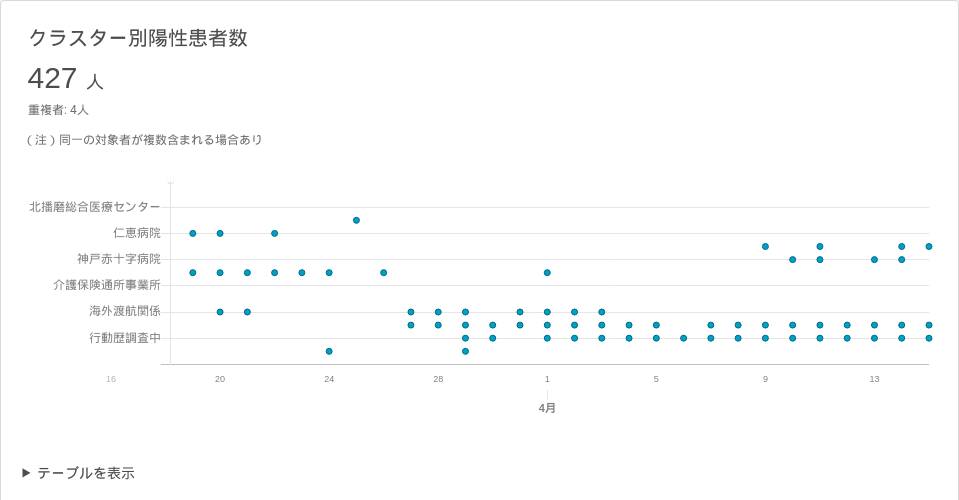 クラスター別陽性患者数
427 人
重複者: 4人
（注）同一の対象者が複数含まれる場合あり
北播磨総合医療センター
仁恵病院
神戸赤十字病院
介護保険通所事業所
海外渡航関係
行動歴調査中
16 20 24 28 1 5 9 13
4月
▶ テーブルを表示